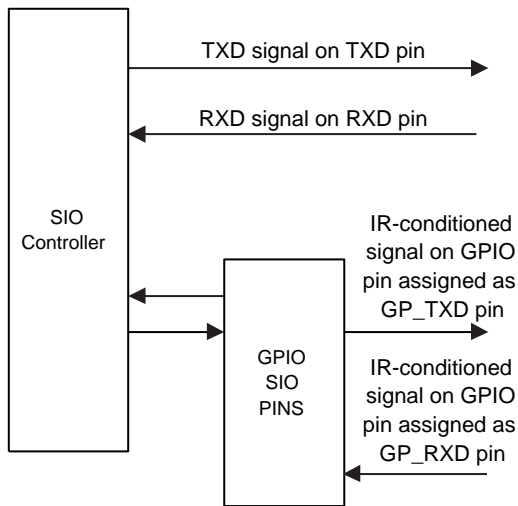 TXD signal on TXD pin
RXD signal on RXD pin
SIO
Controller
IR-conditioned
signal on GPIO
pin assigned as
GP_TXD pin
GPIO
SIO
PINS
IR-conditioned
signal on GPIO
pin assigned as
GP_RXD pin